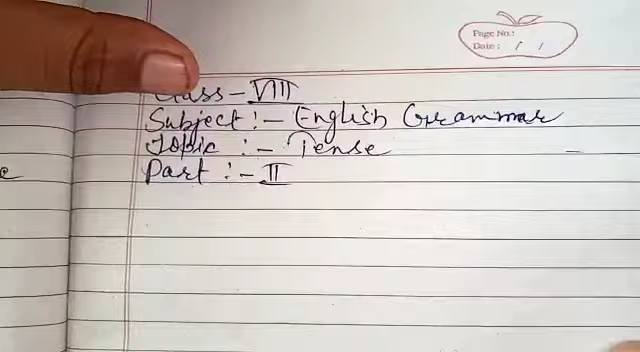 Page No.:
Date: / /
Class - VIII
Subject :- English Grammar
Topic :- Tense
Part :- II
e